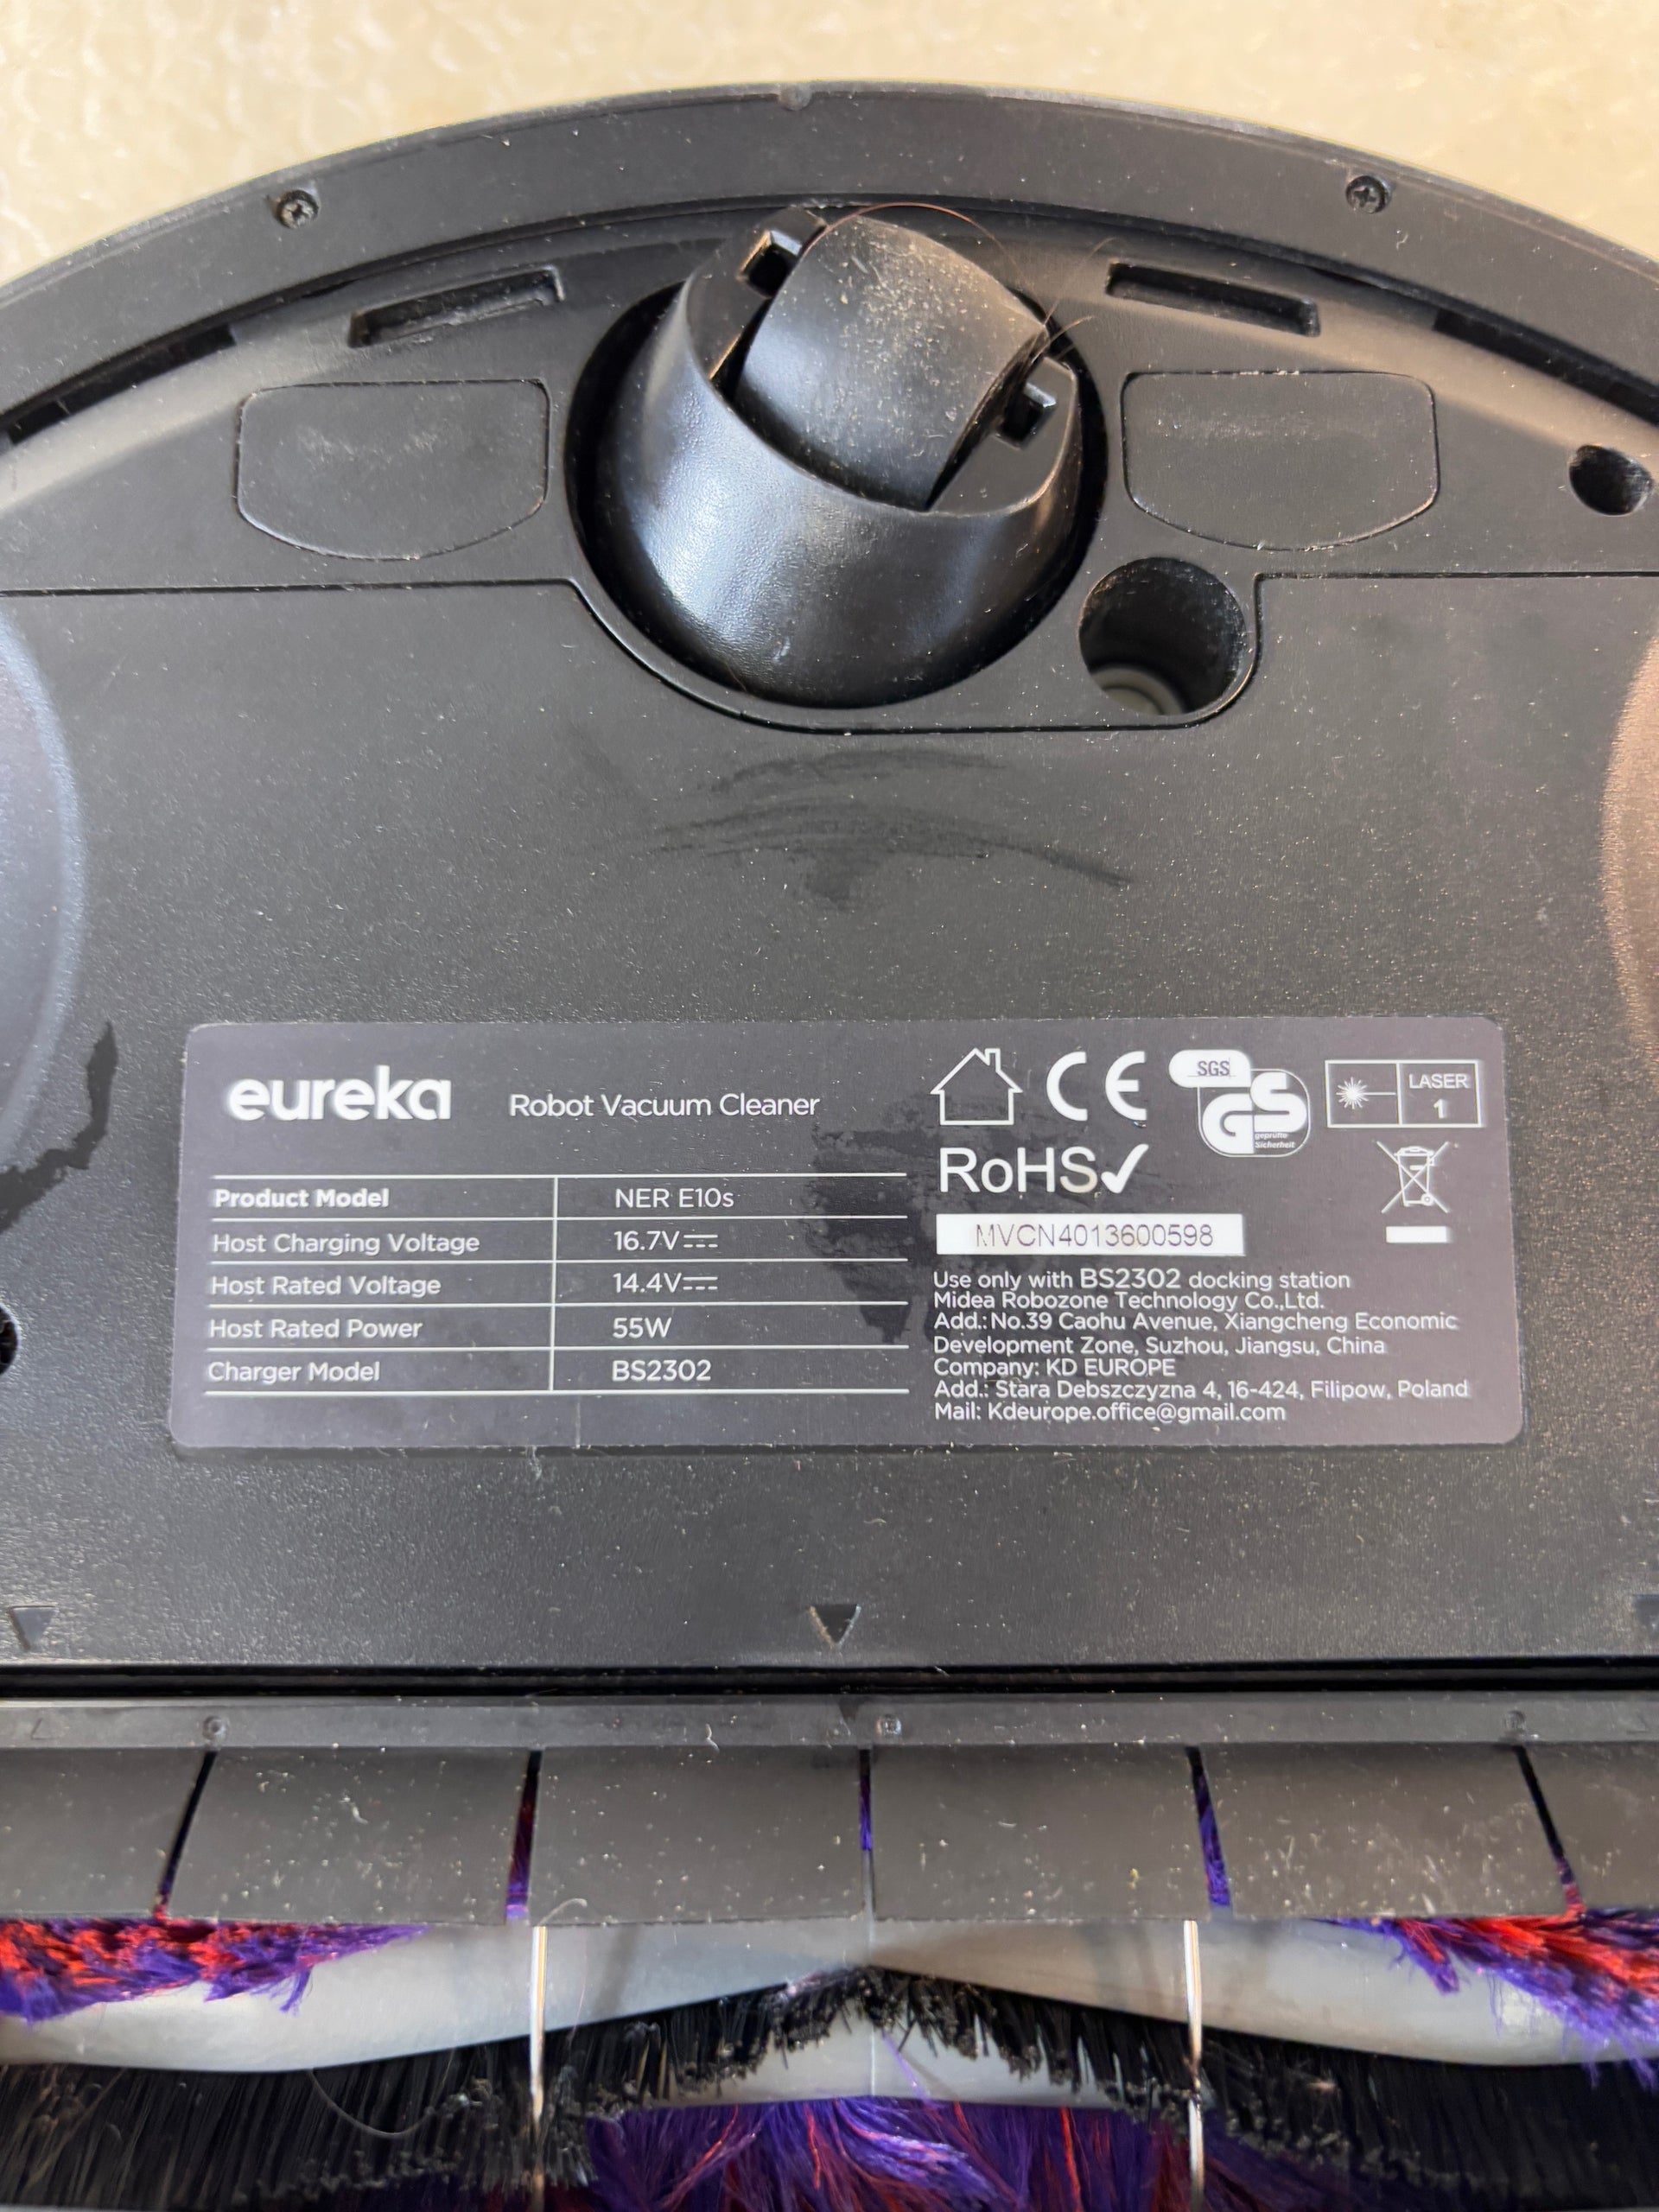 eureka Robot Vacuum Cleaner
Product Model NER E10s
Host Charging Voltage 16.7V
Host Rated Voltage 14.4V
Host Rated Power 55W
Charger Model BS2302
CE
SGS
GS
geprüfte
Sicherheit
LASER
1
RoHS✓
MVCN4013600598
Use only with BS2302 docking station
Midea Robozone Technology Co.,Ltd.
Add.: No.39 Caohu Avenue, Xiangcheng Economic
Development Zone, Suzhou, Jiangsu, China
Company: KD EUROPE
Add.: Stara Debszczyzna 4, 16-424, Filipow, Poland
Mail: Kdeurope.office@gmail.com